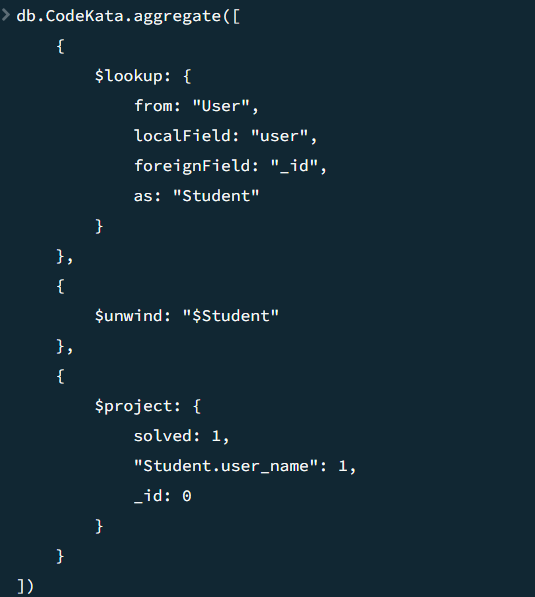 db.CodeKata.aggregate([
    {
        $lookup: {
            from: "User",
            localField: "user",
            foreignField: "_id",
            as: "Student"
        }
    },
    {
        $unwind: "$Student"
    },
    {
        $project: {
            solved: 1,
            "Student.user_name": 1,
            _id: 0
        }
    }
])